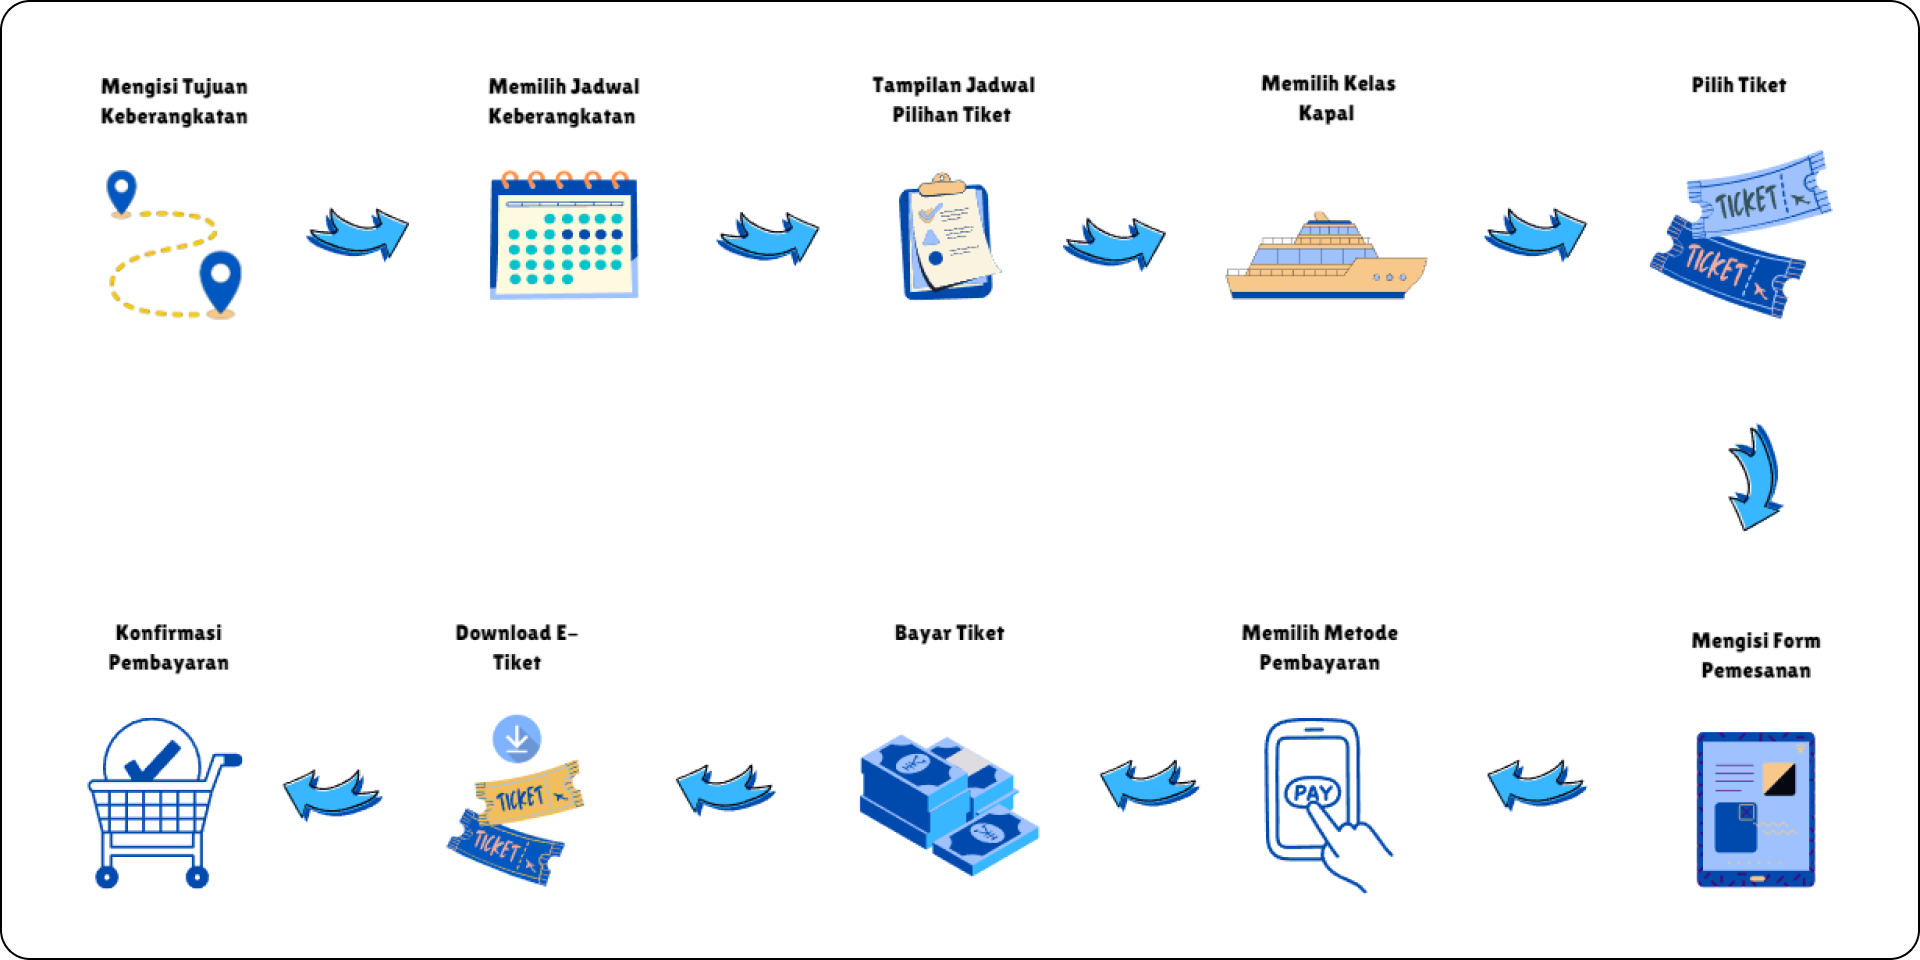 Mengisi Tujuan
Keberangkatan
Memilih Jadwal
Keberangkatan
Tampilan Jadwal
Pilihan Tiket
Memilih Kelas
Kapal
Pilih Tiket
TICKET
TICKET
Mengisi Form
Pemesanan
Memilih Metode
Pembayaran
PAY
Bayar Tiket
Download E-
Tiket
TICKET
TICKET
Konfirmasi
Pembayaran